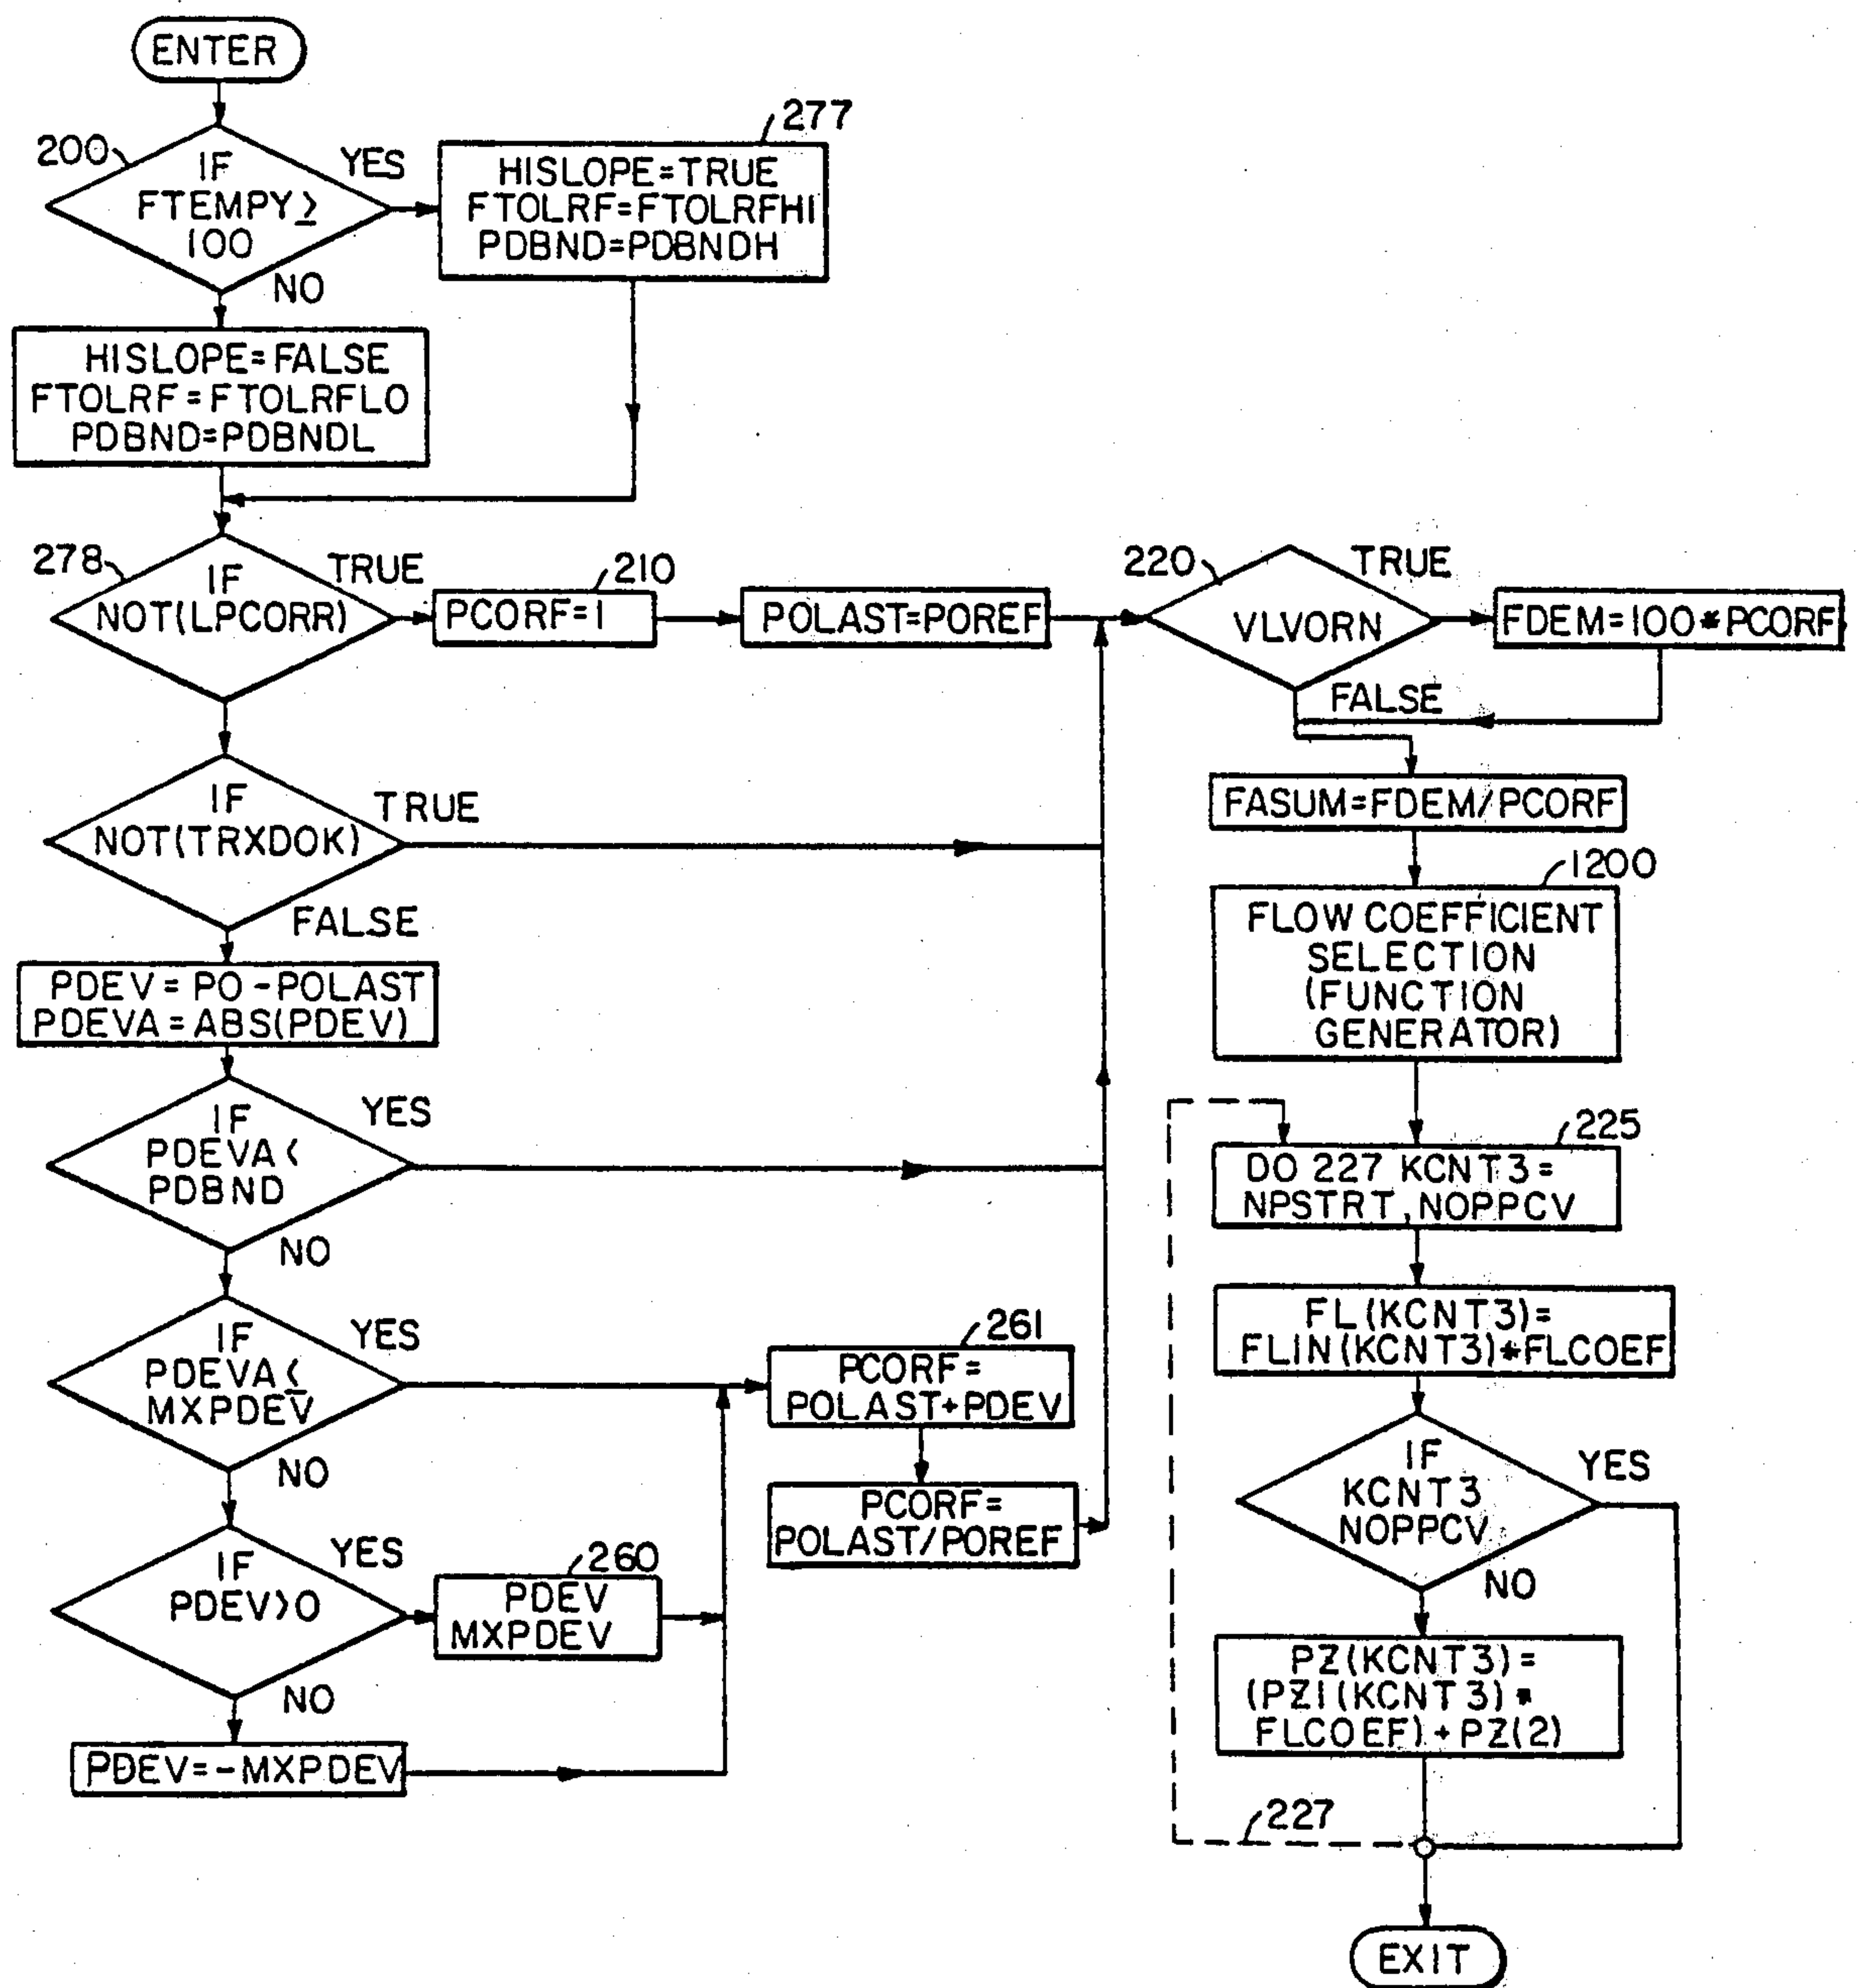 ENTER
200
IF
FTEMPY ≥
100
YES
NO
277
HISLOPE=TRUE
FTOLRF=FTOLRFHI
PDBND=PDBNDH
HISLOPE=FALSE
FTOLRF=FTOLRFLO
PDBND=PDBNDL
278
IF
NOT(LPCORR)
TRUE
210
PCORF=1
POLAST=POREF
220
VLVORN
TRUE
FDEM=100*PCORF
FALSE
IF
NOT(TRXDOK)
TRUE
FALSE
PDEV=PO-POLAST
PDEVA=ABS(PDEV)
IF
PDEVA<
PDBND
YES
NO
IF
PDEVA<
MXPDEV
YES
NO
IF
PDEV>0
YES
NO
260
PDEV
MXPDEV
PDEV=-MXPDEV
261
PCORF=
POLAST+PDEV
PCORF=
POLAST/POREF
FASUM=FDEM/PCORF
1200
FLOW COEFFICIENT
SELECTION
(FUNCTION
GENERATOR)
225
DO 227 KCNT3=
NPSTRT,NOPPCV
FL(KCNT3)=
FLIN(KCNT3)*FLCOEF
IF
KCNT3
NOPPCV
YES
NO
PZ(KCNT3)=
(PZI(KCNT3)*
FLCOEF)+PZ(2)
227
EXIT